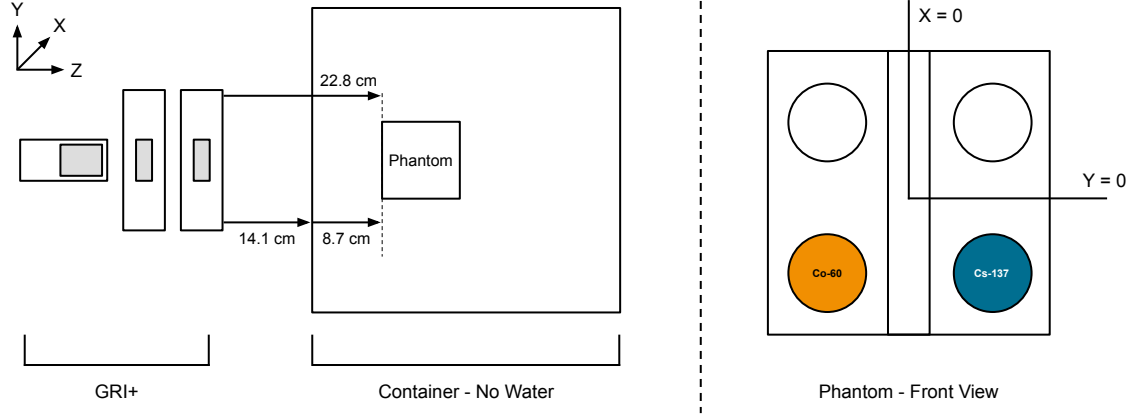 Y
X
Z
22.8 cm
Phantom
14.1 cm
8.7 cm
GRI+
Container - No Water
X = 0
Y = 0
Co-60
Cs-137
Phantom - Front View